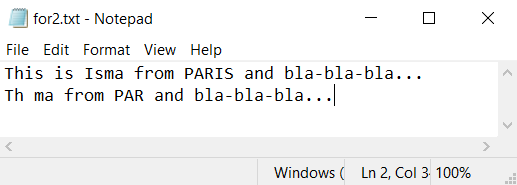 for2.txt - Notepad
File Edit Format View Help
This is Isma from PARIS and bla-bla-bla...
Th ma from PAR and bla-bla-bla...
Windows ( Ln 2, Col 3 100%